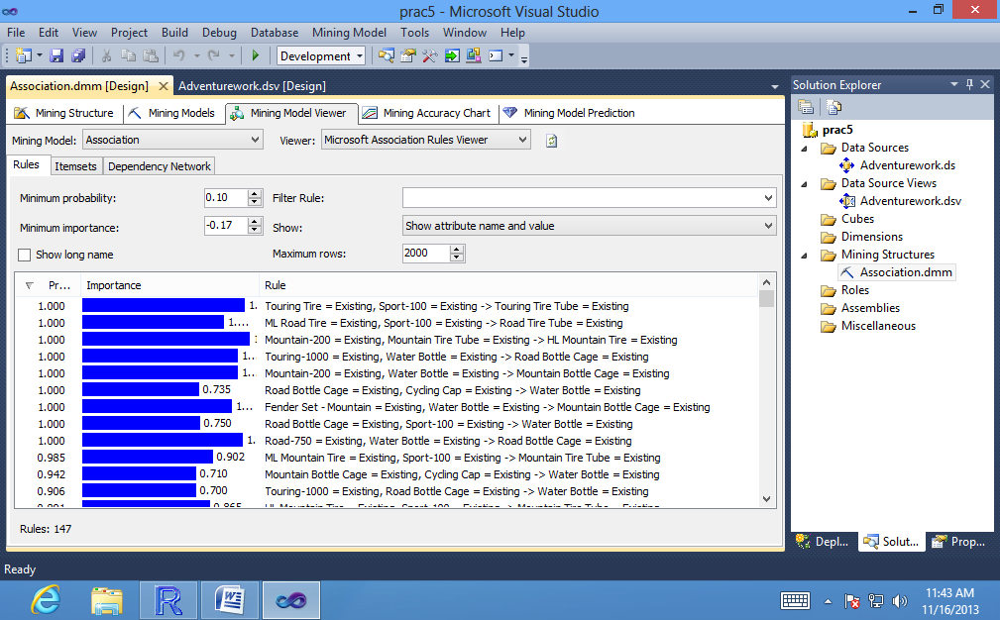 prac5 - Microsoft Visual Studio
File Edit View Project Build Debug Database Mining Model Tools Window Help
Development
Association.dmm [Design] Adventurework.dsv [Design]
Mining Structure Mining Models Mining Model Viewer Mining Accuracy Chart Mining Model Prediction
Mining Model: Association Viewer: Microsoft Association Rules Viewer
Rules Itemsets Dependency Network
Minimum probability: 0.10 Filter Rule:
Minimum importance: -0.17 Show: Show attribute name and value
Show long name Maximum rows: 2000
Pr... Importance Rule
1.000 1. Touring Tire = Existing, Sport-100 = Existing -> Touring Tire Tube = Existing
1.000 1.... ML Road Tire = Existing, Sport-100 = Existing -> Road Tire Tube = Existing
1.000 Mountain-200 = Existing, Mountain Tire Tube = Existing -> HL Mountain Tire = Existing
1.000 1... Touring-1000 = Existing, Water Bottle = Existing -> Road Bottle Cage = Existing
1.000 1... Mountain-200 = Existing, Water Bottle = Existing -> Mountain Bottle Cage = Existing
1.000 0.735 Road Bottle Cage = Existing, Cycling Cap = Existing -> Water Bottle = Existing
1.000 1... Fender Set - Mountain = Existing, Water Bottle = Existing -> Mountain Bottle Cage = Existing
1.000 0.750 Road Bottle Cage = Existing, Sport-100 = Existing -> Water Bottle = Existing
1.000 1. Road-750 = Existing, Water Bottle = Existing -> Road Bottle Cage = Existing
0.985 0.902 ML Mountain Tire = Existing, Sport-100 = Existing -> Mountain Tire Tube = Existing
0.942 0.710 Mountain Bottle Cage = Existing, Cycling Cap = Existing -> Water Bottle = Existing
0.906 0.700 Touring-1000 = Existing, Road Bottle Cage = Existing -> Water Bottle = Existing
Rules: 147
Solution Explorer
prac5
Data Sources
Adventurework.ds
Data Source Views
Adventurework.dsv
Cubes
Dimensions
Mining Structures
Association.dmm
Roles
Assemblies
Miscellaneous
Depl... Solut... Prop...
Ready
11:43 AM
11/16/2013